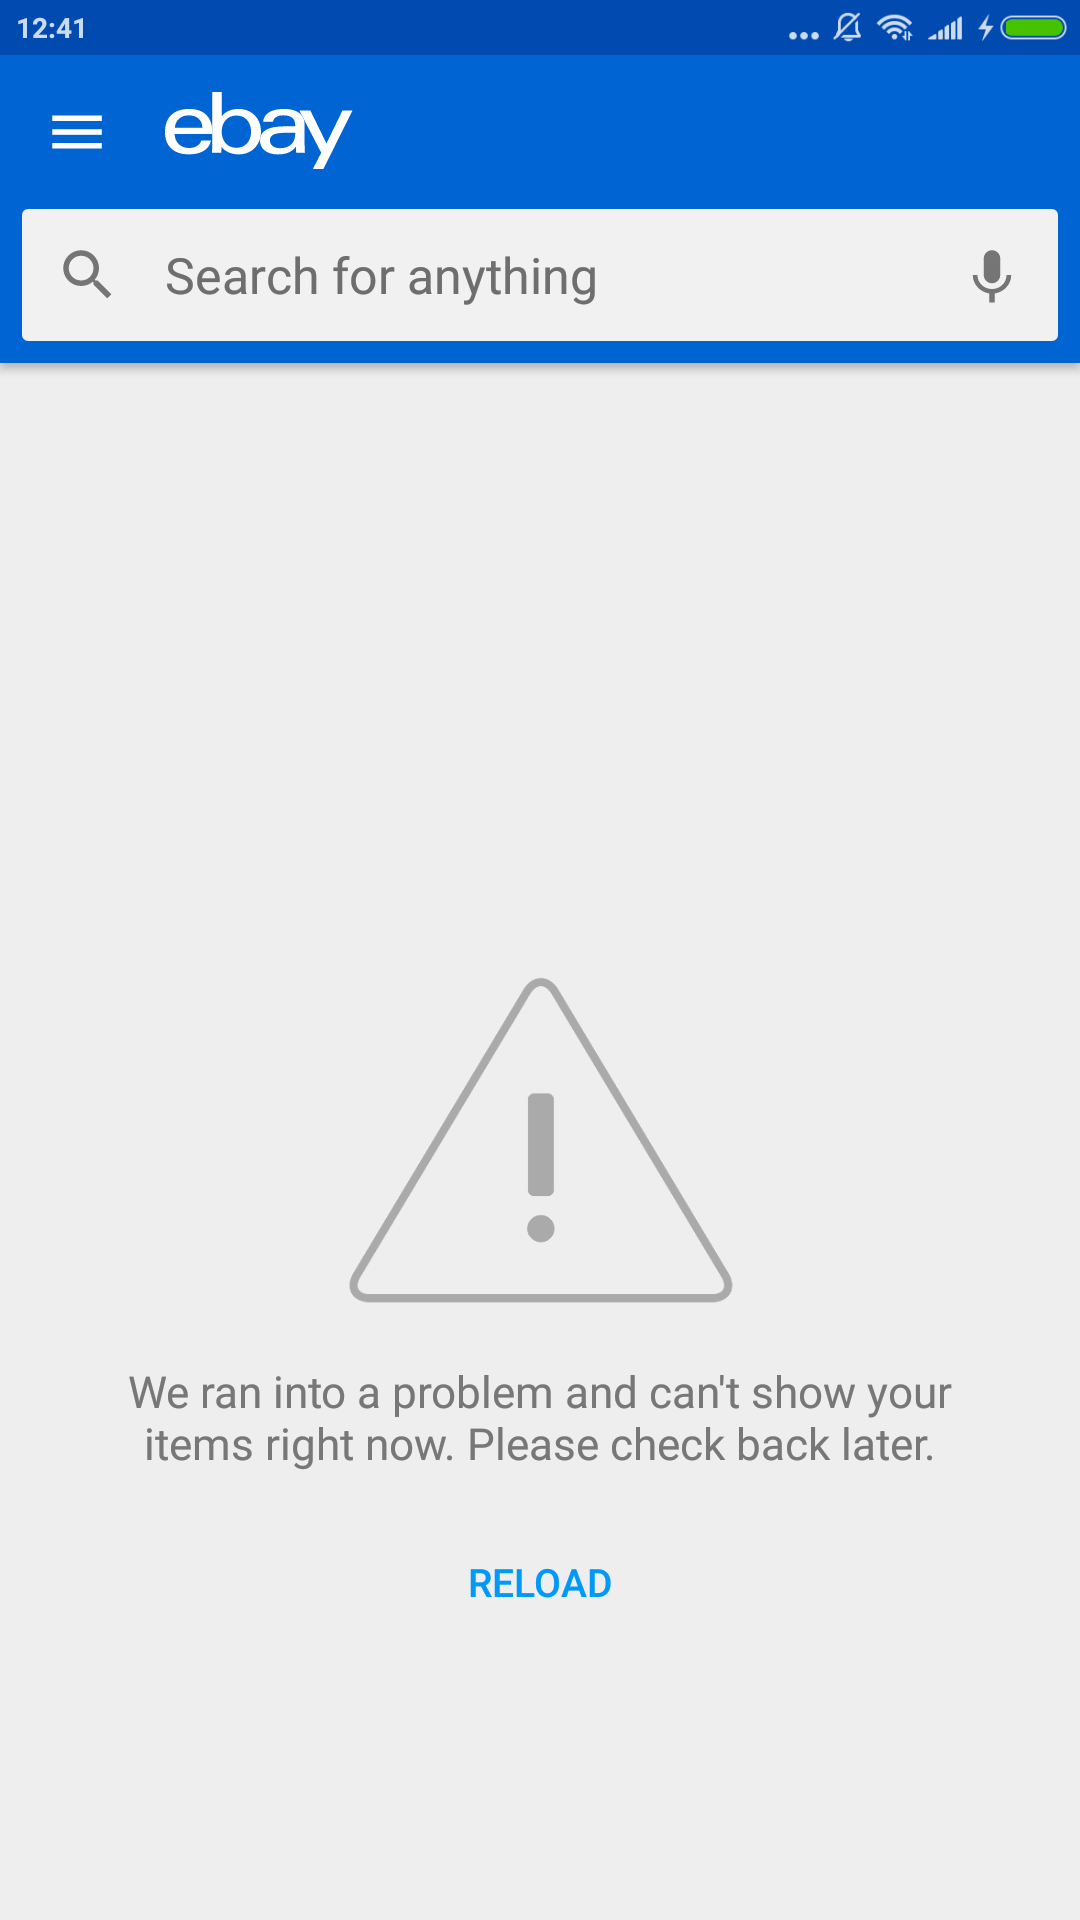 12:41
ebay
Search for anything
We ran into a problem and can't show your
items right now. Please check back later.
RELOAD